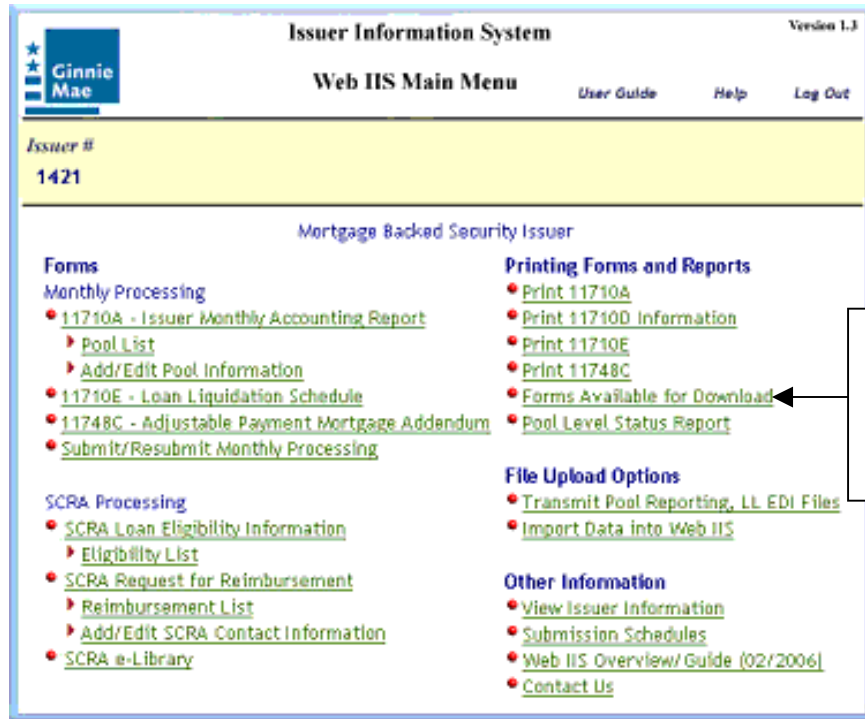 Issuer Information System
Version 1.3
Ginnie
Mae
Web IIS Main Menu
User Guide
Help
Log Out
Issuer #
1421
Mortgage Backed Security Issuer
Forms
Monthly Processing
11710A - Issuer Monthly Accounting Report
Pool List
Add/Edit Pool Information
11710E - Loan Liquidation Schedule
11748C - Adjustable Payment Mortgage Addendum
Submit/Resubmit Monthly Processing
SCRA Processing
SCRA Loan Eligibility Information
Eligibility List
SCRA Request for Reimbursement
Reimbursement List
Add/Edit SCRA Contact Information
SCRA e-Library
Printing Forms and Reports
Print 11710A
Print 11710D Information
Print 11710E
Print 11748C
Forms Available for Download
Pool Level Status Report
File Upload Options
Transmit Pool Reporting, LL EDI Files
Import Data into Web IIS
Other Information
View Issuer Information
Submission Schedules
Web IIS Overview/Guide (02/2006)
Contact Us